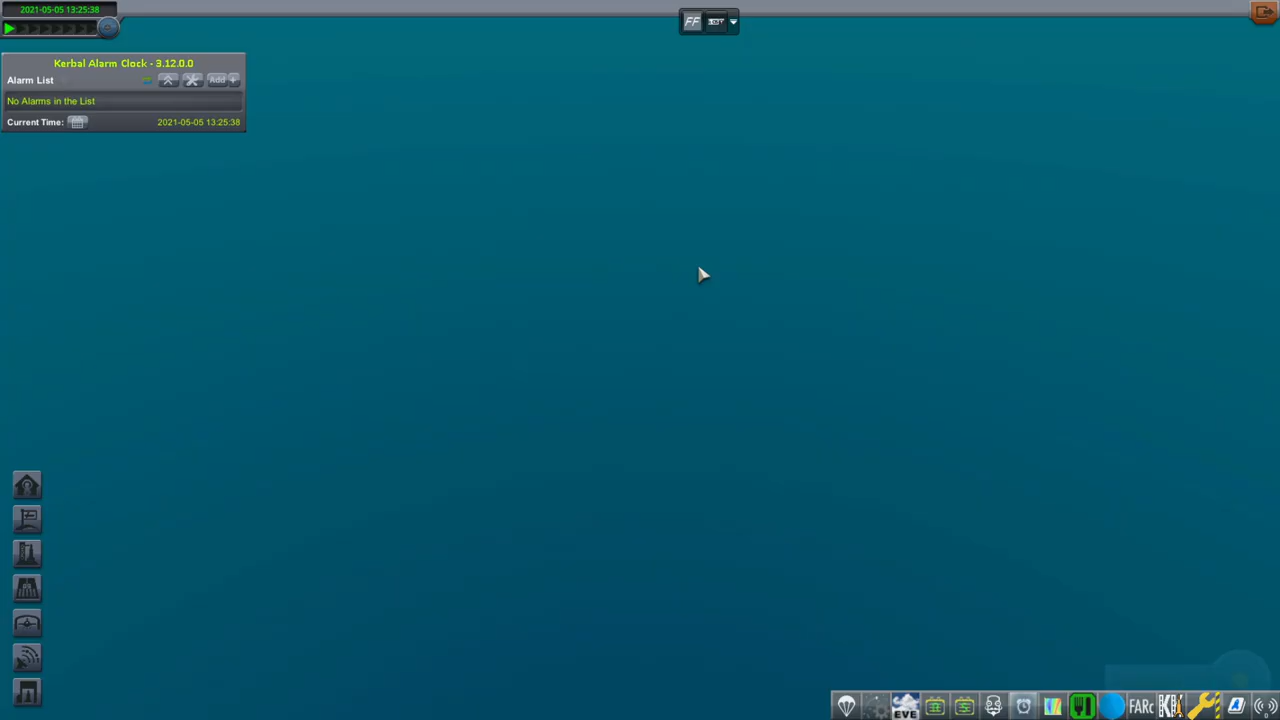 2021-05-05 13:25:38
FF
Kerbal Alarm Clock - 3.12.0.0
Alarm List
Add +
No Alarms in the List
Current Time:
2021-05-05 13:25:38
EVE
FARc